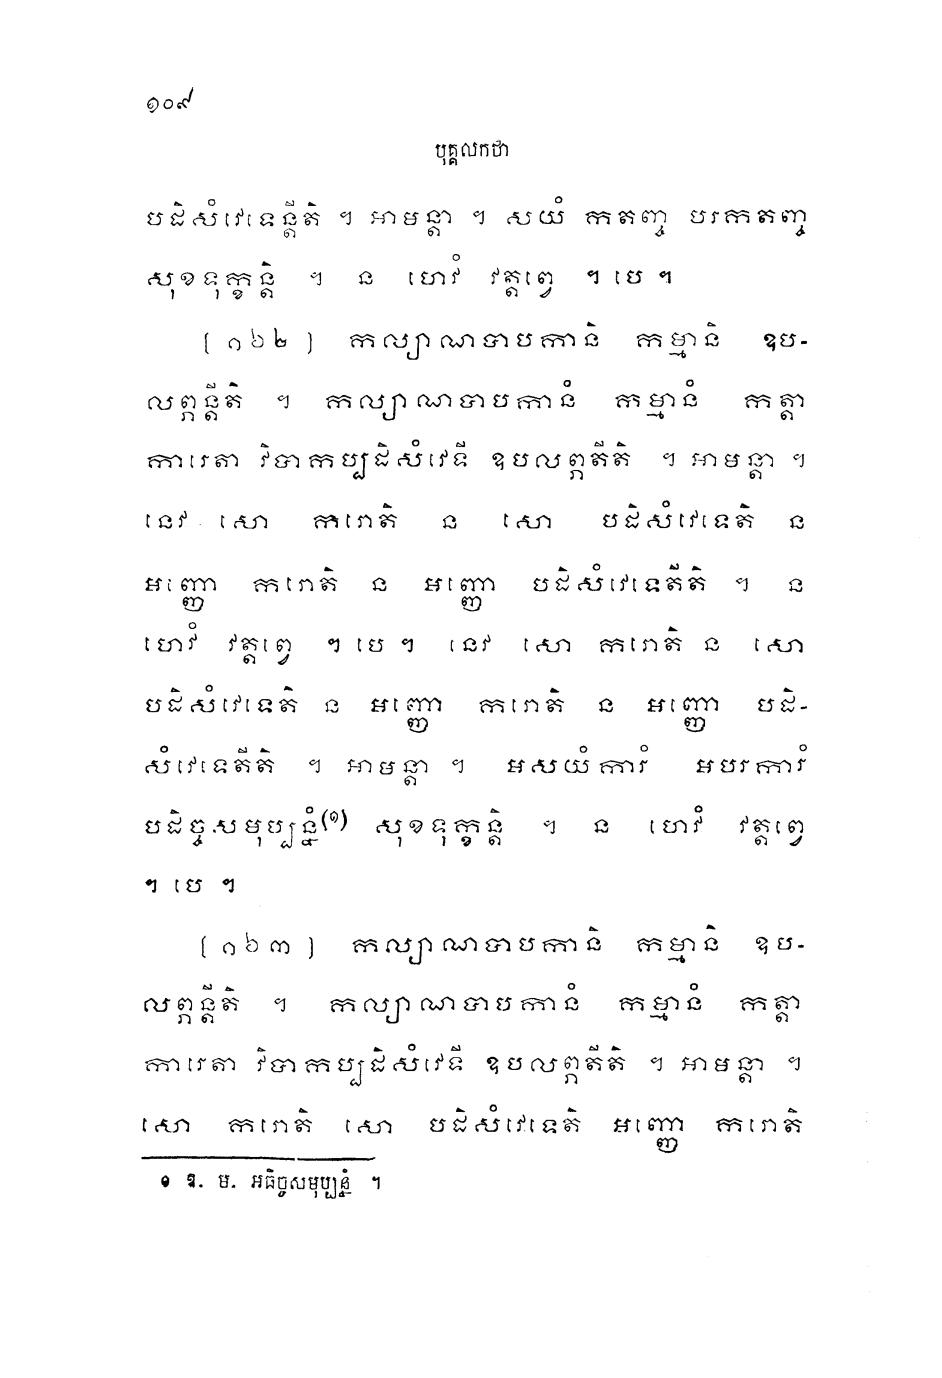 ១០៩
បុគ្គលកថា
បដិសំវេទេន្តីតិ ។ អាមន្តា ។ សយំ កតញ្ច បរកតញ្ច
សុខទុក្ខន្តិ ។ ន ហេវំ វត្តព្វេ ។ បេ ។
[ ១៦២ ] កល្យាណបាបកានិ កម្មានិ ឧប-
លព្ភន្តីតិ ។ កល្យាណបាបកានំ កម្មានំ កត្តា
ការេតា វិបាកប្បដិសំវេទី ឧបលព្ភតីតិ ។ អាមន្តា ។
នេវ សោ ករោតិ ន សោ បដិសំវេទេតិ ន
អញ្ញោ ករោតិ ន អញ្ញោ បដិសំវេទេតីតិ ។ ន
ហេវំ វត្តព្វេ ។ បេ ។ នេវ សោ ករោតិ ន សោ
បដិសំវេទេតិ ន អញ្ញោ ករោតិ ន អញ្ញោ បដិ-
សំវេទេតីតិ ។ អាមន្តា ។ អសយំការំ អបរការំ
បដិច្ចសមុប្បន្នំ(១) សុខទុក្ខន្តិ ។ ន ហេវំ វត្តព្វេ
។ បេ ។
[ ១៦៣ ] កល្យាណបាបកានិ កម្មានិ ឧប-
លព្ភន្តីតិ ។ កល្យាណបាបកានំ កម្មានំ កត្តា
ការេតា វិបាកប្បដិសំវេទី ឧបលព្ភតីតិ ។ អាមន្តា ។
សោ ករោតិ សោ បដិសំវេទេតិ អញ្ញោ ករោតិ
១ ឱ. ម. អធិច្ចសមុប្បន្នំ ។